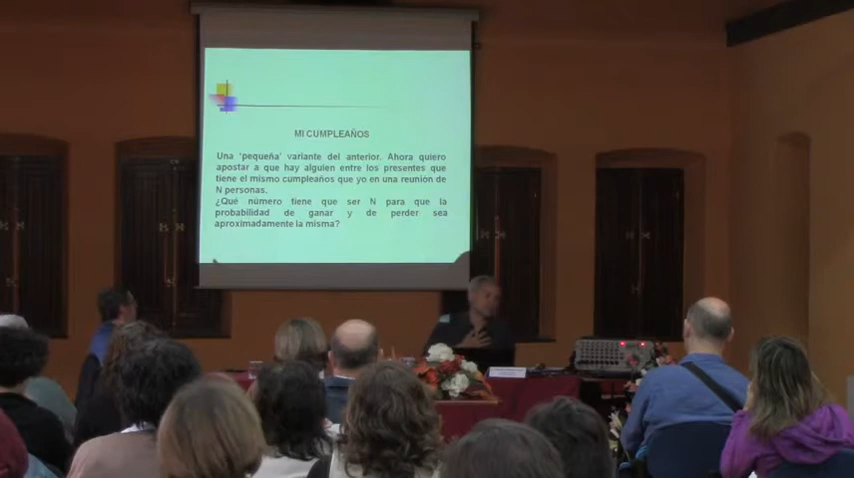 MI CUMPLEAÑOS
Una 'pequeña' variante del anterior. Ahora quiero
apostar a que hay alguien entre los presentes que
tiene el mismo cumpleaños que yo en una reunión de
N personas.
¿Qué número tiene que ser N para que la
probabilidad de ganar y de perder sea
aproximadamente la misma?